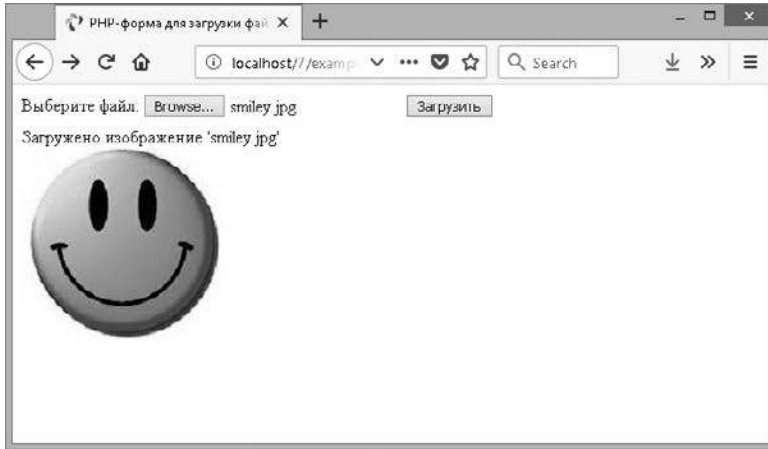 PHP-форма для загрузки фай
localhost///examp
Search
Выберите файл. Browse... smiley jpg Загрузить
Загружено изображение 'smiley jpg'